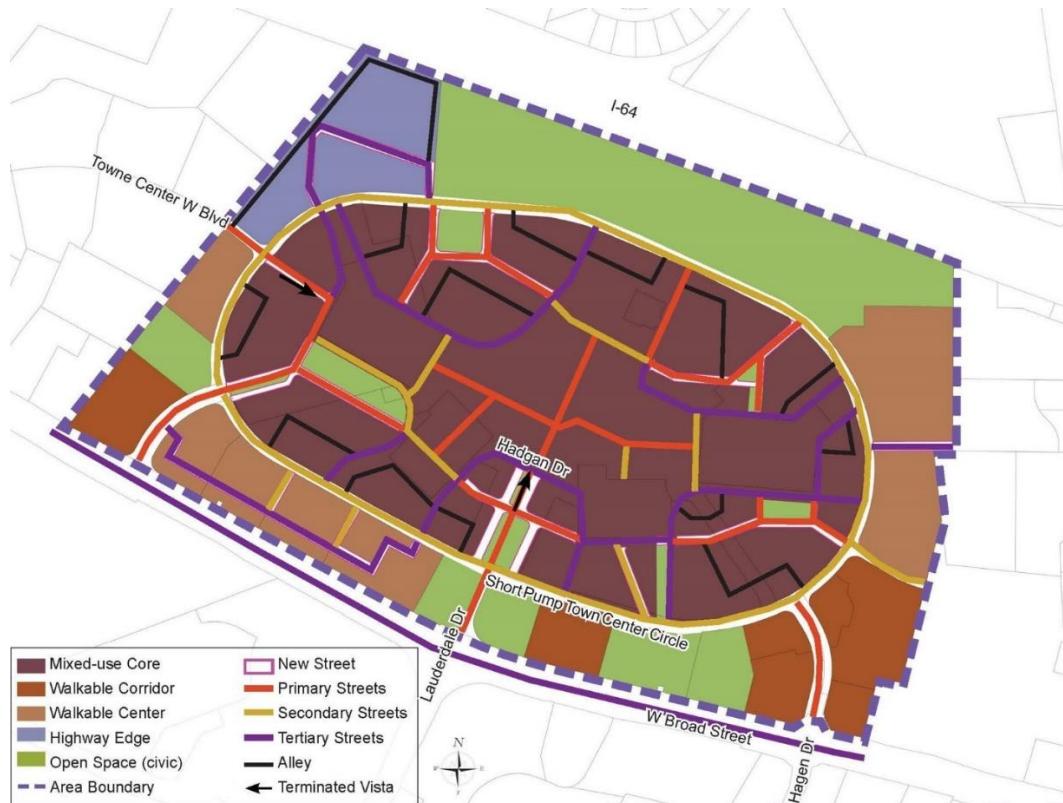 I-64
Towne Center W Blvd
Hadgan Dr
Short Pump Town Center Circle
Lauderdale Dr
W Broad Street
Hagen Dr
Mixed-use Core
Walkable Corridor
Walkable Center
Highway Edge
Open Space (civic)
Area Boundary
New Street
Primary Streets
Secondary Streets
Tertiary Streets
Alley
Terminated Vista
N